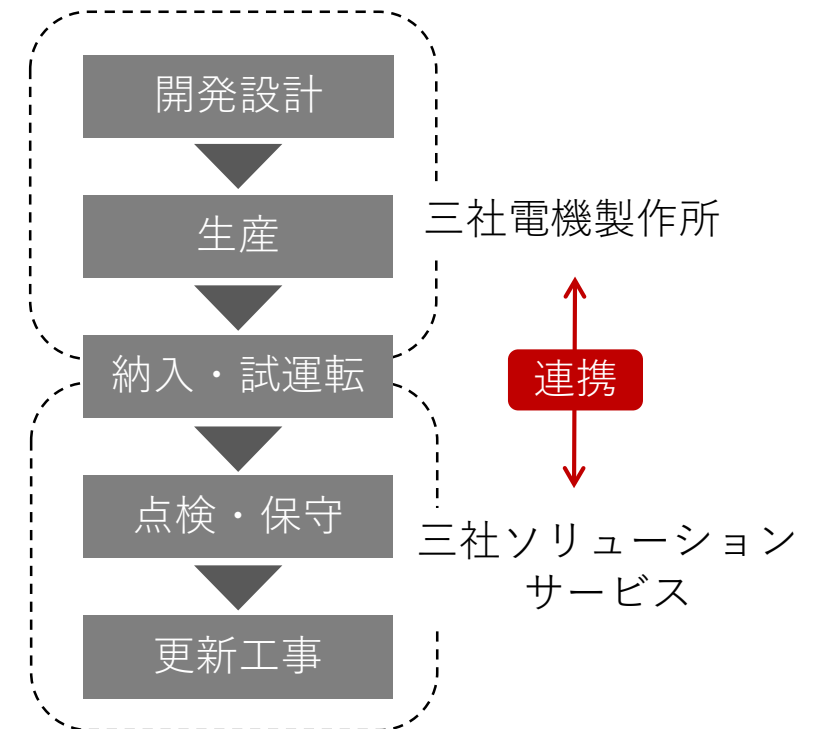 開発設計
生産
三社電機製作所
納入・試運転
連携
点検・保守
三社ソリューション
サービス
更新工事